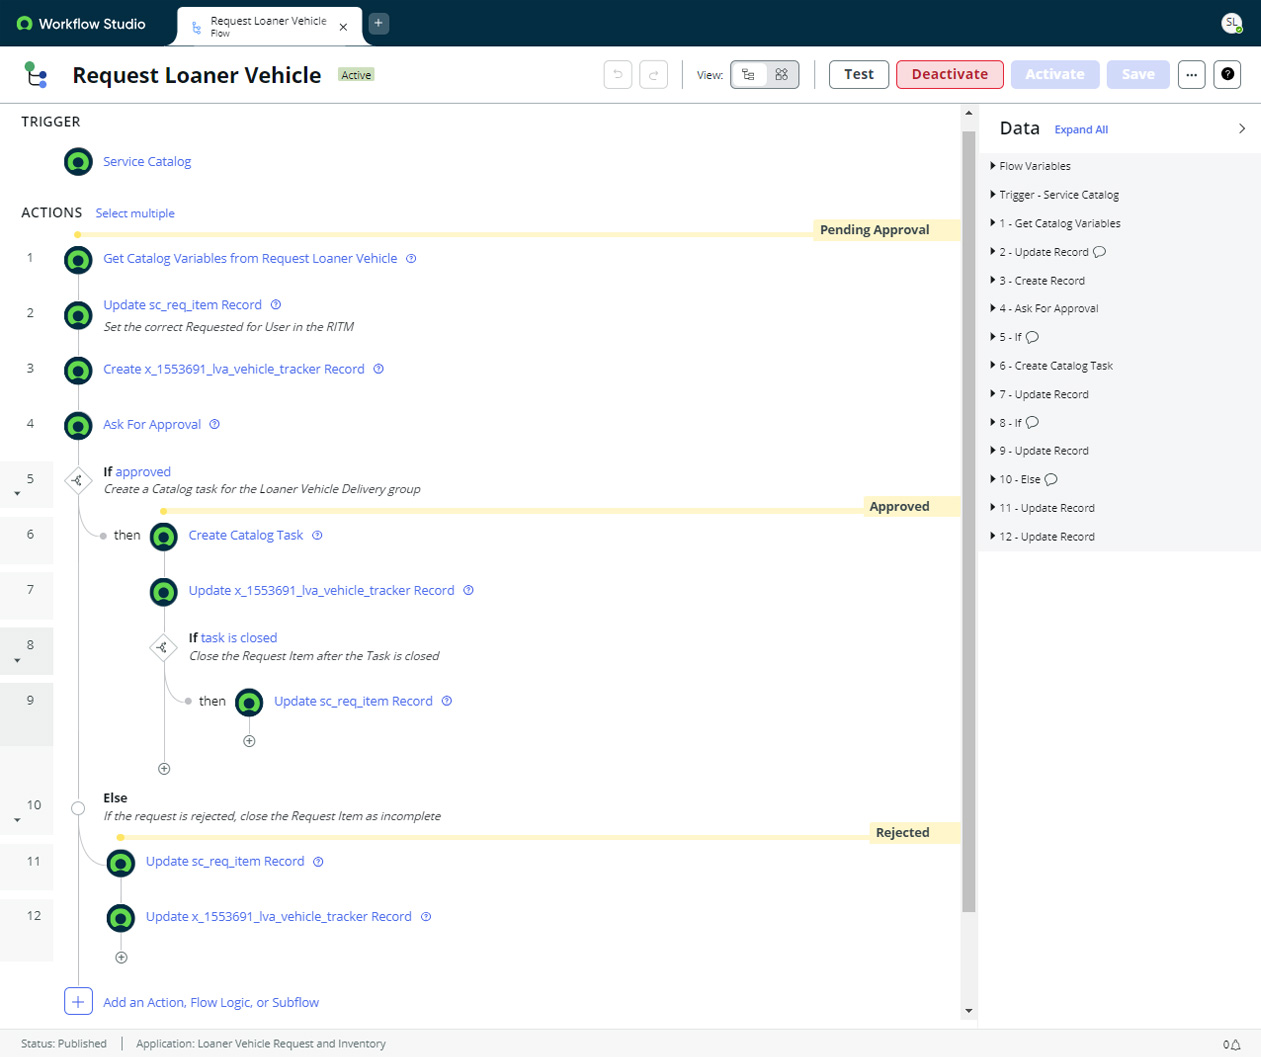 Workflow Studio
Request Loaner Vehicle
Flow
SL
Request Loaner Vehicle
Active
View:
Test
Deactivate
Activate
Save
TRIGGER
Service Catalog
ACTIONS
Select multiple
Pending Approval
1
Get Catalog Variables from Request Loaner Vehicle
2
Update sc_req_item Record
Set the correct Requested for User in the RITM
3
Create x_1553691_lva_vehicle_tracker Record
4
Ask For Approval
5
If approved
Create a Catalog task for the Loaner Vehicle Delivery group
Approved
6
then
Create Catalog Task
7
Update x_1553691_lva_vehicle_tracker Record
8
If task is closed
Close the Request Item after the Task is closed
9
then
Update sc_req_item Record
10
Else
If the request is rejected, close the Request Item as incomplete
Rejected
11
Update sc_req_item Record
12
Update x_1553691_lva_vehicle_tracker Record
Add an Action, Flow Logic, or Subflow
Data
Expand All
Flow Variables
Trigger - Service Catalog
1 - Get Catalog Variables
2 - Update Record
3 - Create Record
4 - Ask For Approval
5 - If
6 - Create Catalog Task
7 - Update Record
8 - If
9 - Update Record
10 - Else
11 - Update Record
12 - Update Record
Status: Published
Application: Loaner Vehicle Request and Inventory
0